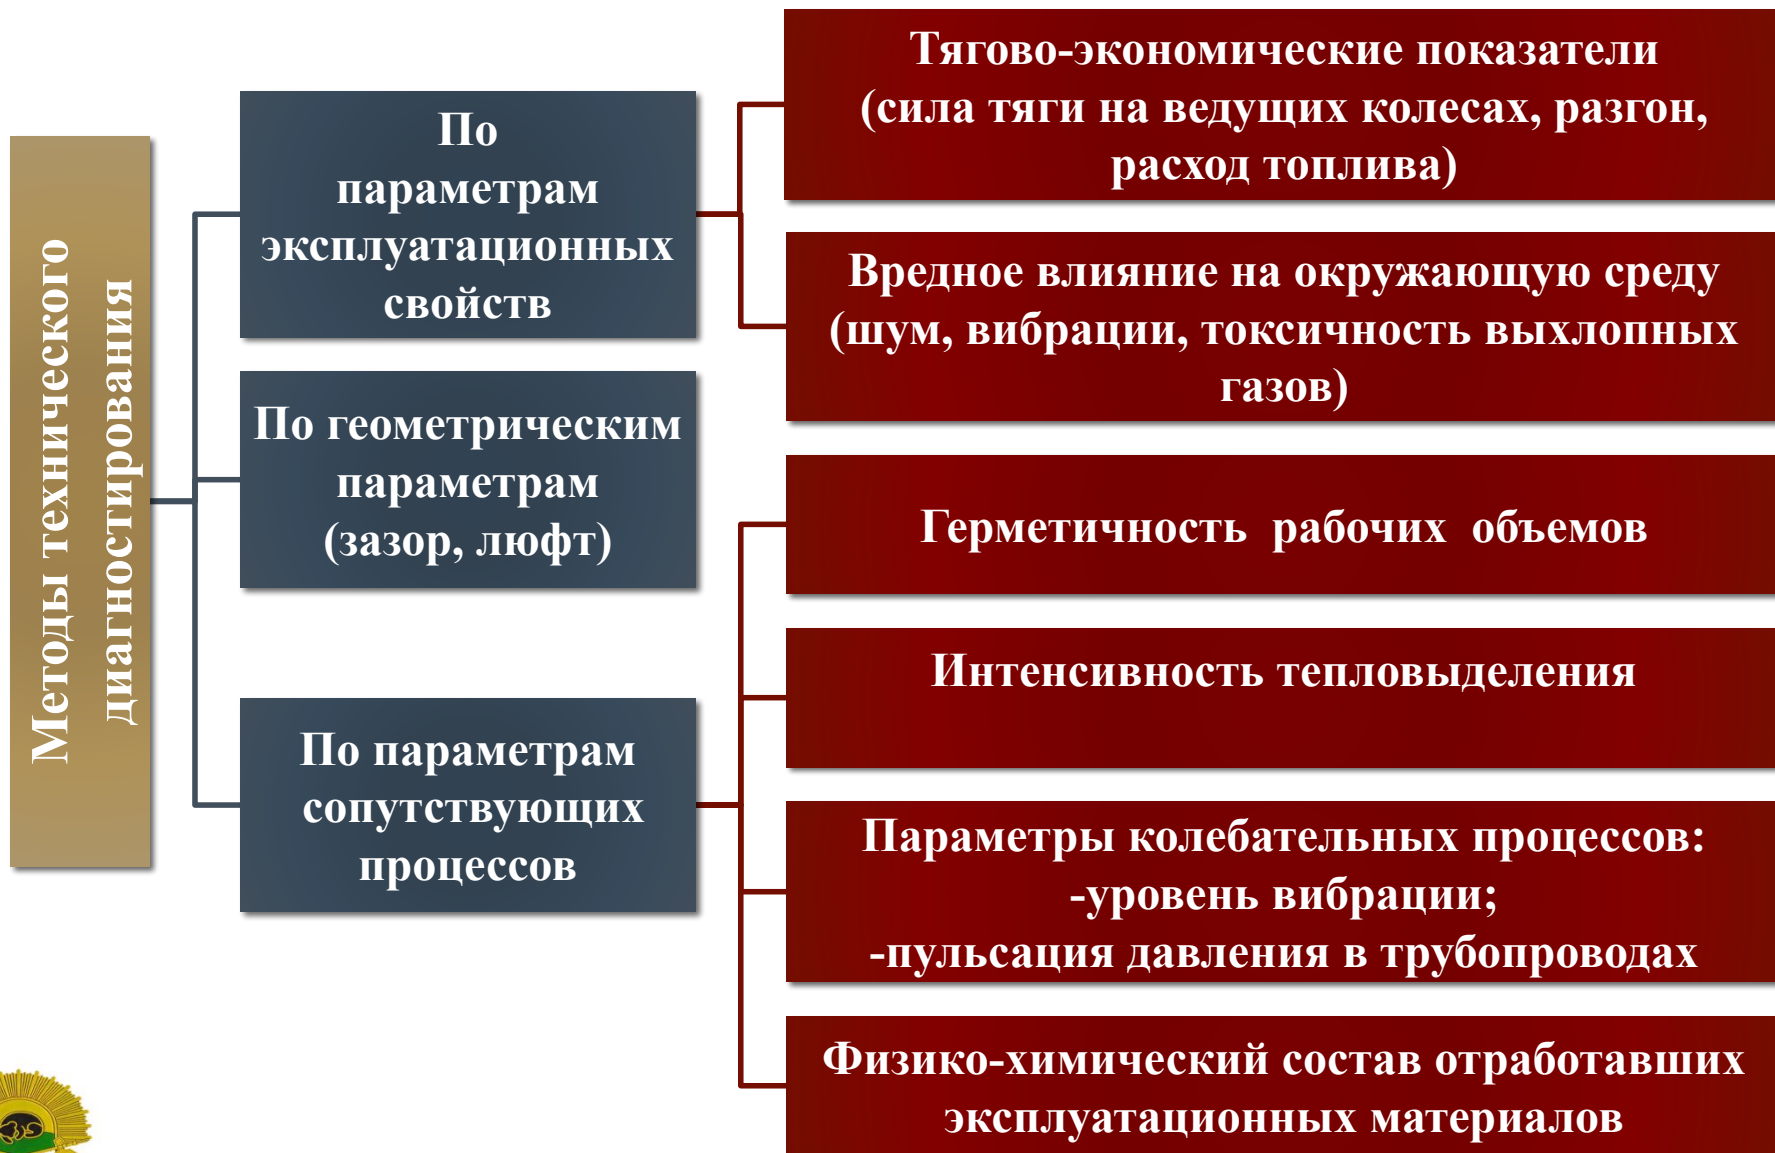 Методы технического
диагностирования
По
параметрам
эксплуатационных
свойств
Тягово-экономические показатели
(сила тяги на ведущих колесах, разгон,
расход топлива)
Вредное влияние на окружающую среду
(шум, вибрации, токсичность выхлопных
газов)
По геометрическим
параметрам
(зазор, люфт)
По параметрам
сопутствующих
процессов
Герметичность рабочих объемов
Интенсивность тепловыделения
Параметры колебательных процессов:
-уровень вибрации;
-пульсация давления в трубопроводах
Физико-химический состав отработавших
эксплуатационных материалов